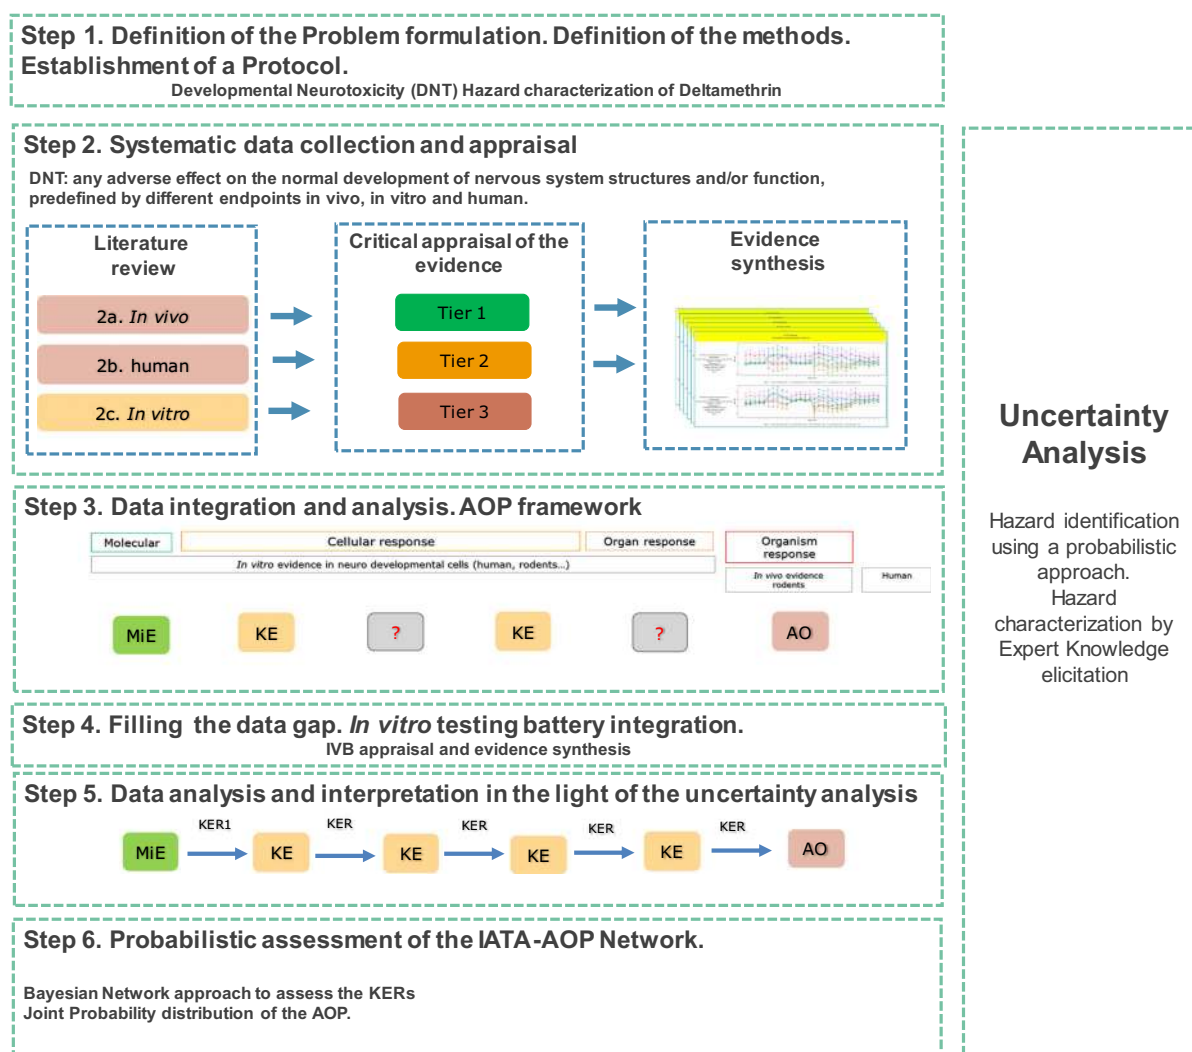 Step 1. Definition of the Problem formulation. Definition of the methods.
Establishment of a Protocol.
Developmental Neurotoxicity (DNT) Hazard characterization of Deltamethrin
Step 2. Systematic data collection and appraisal
DNT: any adverse effect on the normal development of nervous system structures and/or function,
predefined by different endpoints in vivo, in vitro and human.
Literature
review
2a. In vivo
2b. human
2c. In vitro
Critical appraisal of the
evidence
Tier 1
Tier 2
Tier 3
Evidence
synthesis
Step 3. Data integration and analysis. AOP framework
Molecular
Cellular response
Organ response
Organism
response
In vitro evidence in neuro developmental cells (human, rodents...)
In vivo evidence
rodents
Human
MiE
KE
?
KE
?
AO
Step 4. Filling the data gap. In vitro testing battery integration.
IVB appraisal and evidence synthesis
Step 5. Data analysis and interpretation in the light of the uncertainty analysis
MiE
KER1
KE
KER
KE
KER
KE
KER
KE
KER
AO
Step 6. Probabilistic assessment of the IATA-AOP Network.
Bayesian Network approach to assess the KERs
Joint Probability distribution of the AOP.
Uncertainty
Analysis
Hazard identification
using a probabilistic
approach.
Hazard
characterization by
Expert Knowledge
elicitation